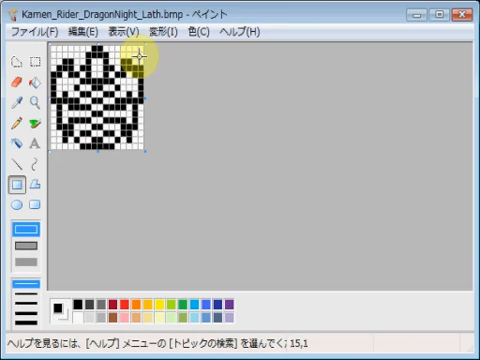 Kamen_Rider_DragonNight_Lath.bmp - ペイント
ファイル(F) 編集(E) 表示(V) 変形(I) 色(C) ヘルプ(H)
A
ヘルプを見るには、[ヘルプ] メニューの [トピックの検索] を選んでく; 15,1